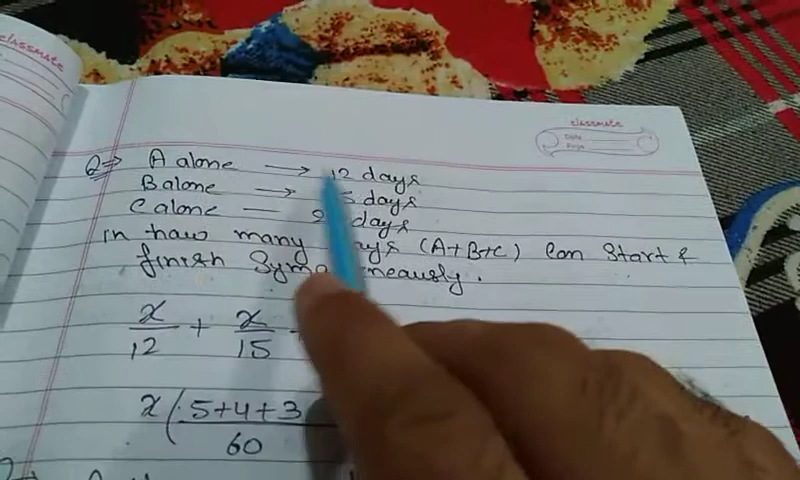 classmate
classmate
Date
Page
Q⇒ A alone → 12 days
B alone → 5 days
C alone — days
in how many (A+B+C) Can Start &
finish
x/12 + x/15
x( 5+4+3 / 60